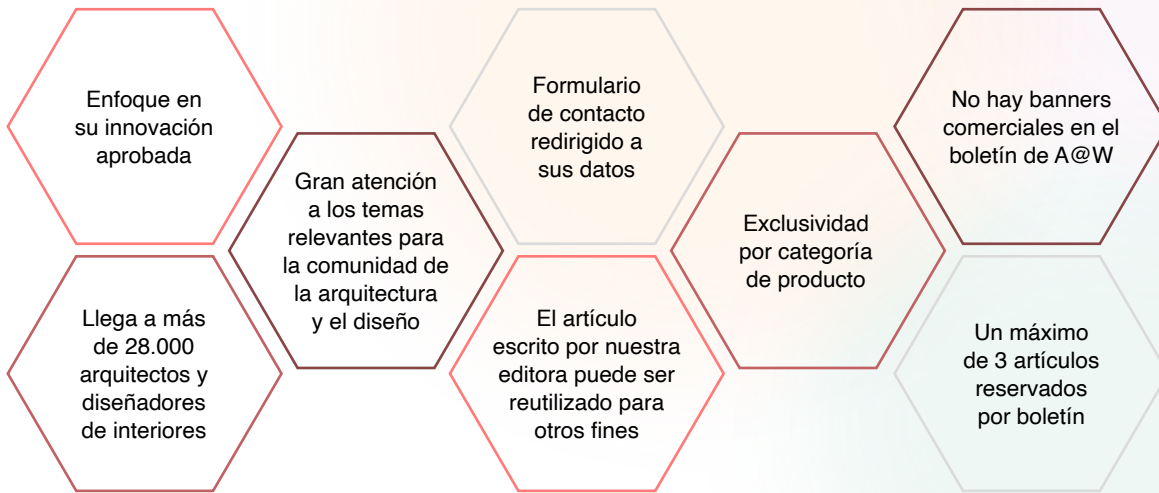 Enfoque en
su innovación
aprobada
Llega a más
de 28.000
arquitectos y
diseñadores
de interiores
Gran atención
a los temas
relevantes para
la comunidad de
la arquitectura
y el diseño
Formulario
de contacto
redirigido a
sus datos
El artículo
escrito por nuestra
editora puede ser
reutilizado para
otros fines
Exclusividad
por categoría
de producto
No hay banners
comerciales en el
boletín de A@W
Un máximo
de 3 artículos
reservados
por boletín